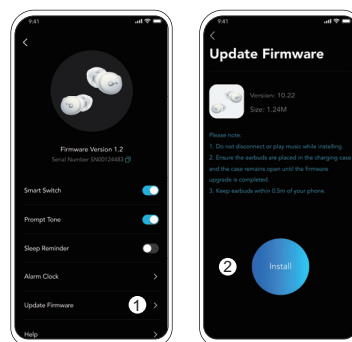 9:41
Firmware Version 1.2
Serial Number SN00124483
Smart Switch
Prompt Tone
Sleep Reminder
Alarm Clock
Update Firmware
1
Help
9:41
Update Firmware
Version: 10.22
Size: 1.24M
Please note:
1. Do not disconnect or play music while installing.
2. Ensure the earbuds are placed in the charging case
and the case remains open until the firmware
upgrade is completed.
3. Keep earbuds within 0.5m of your phone.
2
Install